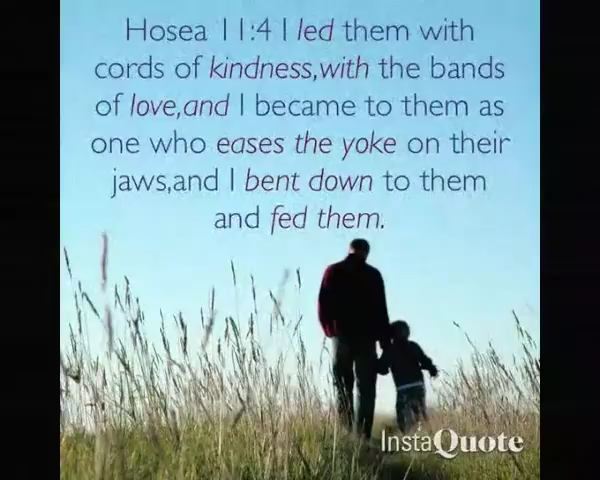 Hosea 11:4 I led them with
cords of kindness,with the bands
of love,and I became to them as
one who eases the yoke on their
jaws,and I bent down to them
and fed them.
InstaQuote